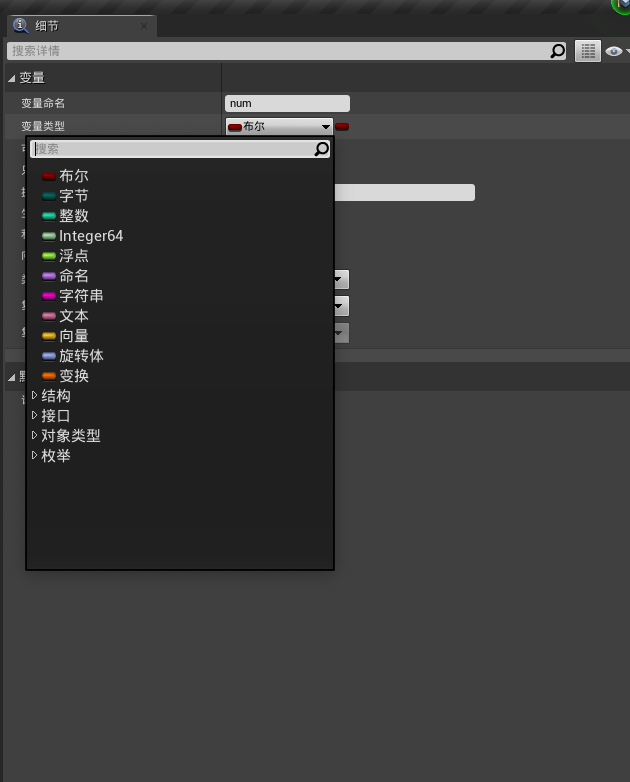 细节
搜索详情
变量
变量命名 num
变量类型 布尔
搜索
布尔
字节
整数
Integer64
浮点
命名
字符串
文本
向量
旋转体
变换
结构
接口
对象类型
枚举